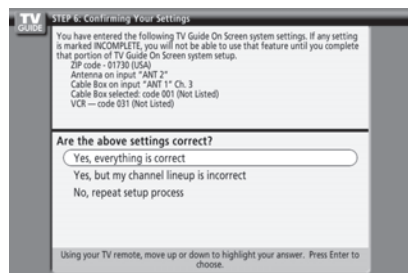 TV
GUIDE
STEP 6: Confirming Your Settings
You have entered the following TV Guide On Screen system settings. If any setting
is marked INCOMPLETE, you will not be able to use that feature until you complete
that portion of TV Guide On Screen system setup.
ZIP code - 01730 (USA)
Antenna on input "ANT 2"
Cable Box on input "ANT 1" Ch. 3
Cable Box selected: code 001 (Not Listed)
VCR — code 031 (Not Listed)
Are the above settings correct?
Yes, everything is correct
Yes, but my channel lineup is incorrect
No, repeat setup process
Using your TV remote, move up or down to highlight your answer. Press Enter to
choose.